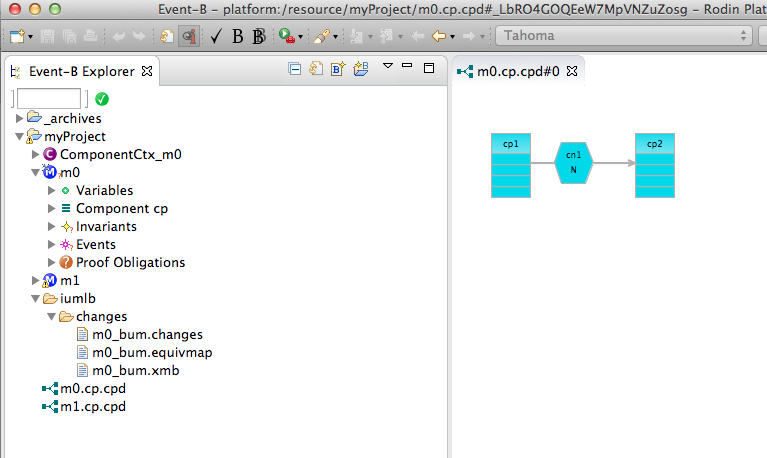 Event-B – platform:/resource/myProject/m0.cp.cpd#_LbRO4GOQEeW7MpVNZuZosg – Rodin Plat
B B Tahoma
Event-B Explorer
m0.cp.cpd#0
_archives
myProject
ComponentCtx_m0
m0
Variables
Component cp
Invariants
Events
Proof Obligations
m1
iumlb
changes
m0_bum.changes
m0_bum.equivmap
m0_bum.xmb
m0.cp.cpd
m1.cp.cpd
cp1
cn1
N
cp2